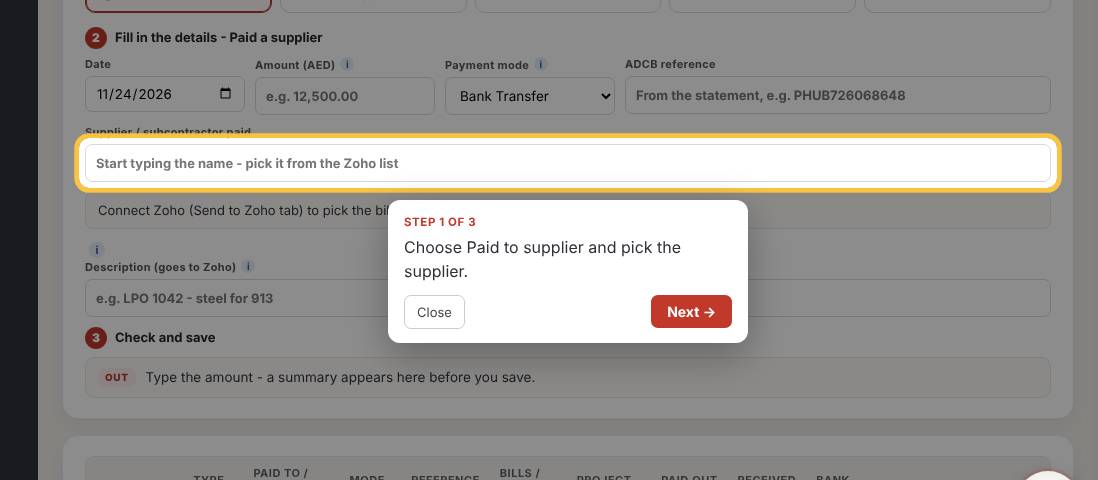 2 Fill in the details - Paid a supplier
Date
Amount (AED) i
Payment mode i
ADCB reference
11/24/2026
e.g. 12,500.00
Bank Transfer
From the statement, e.g. PHUB726068648
Supplier / subcontractor paid
Start typing the name - pick it from the Zoho list
Connect Zoho (Send to Zoho tab) to pick the
STEP 1 OF 3
Choose Paid to supplier and pick the
supplier.
Close
Next →
i
Description (goes to Zoho) i
e.g. LPO 1042 - steel for 913
3 Check and save
OUT Type the amount - a summary appears here before you save.
PAID TO /
BILLS /
TYPE
MODE
REFERENCE
PROJECT
PAID OUT
RECEIVED
BANK